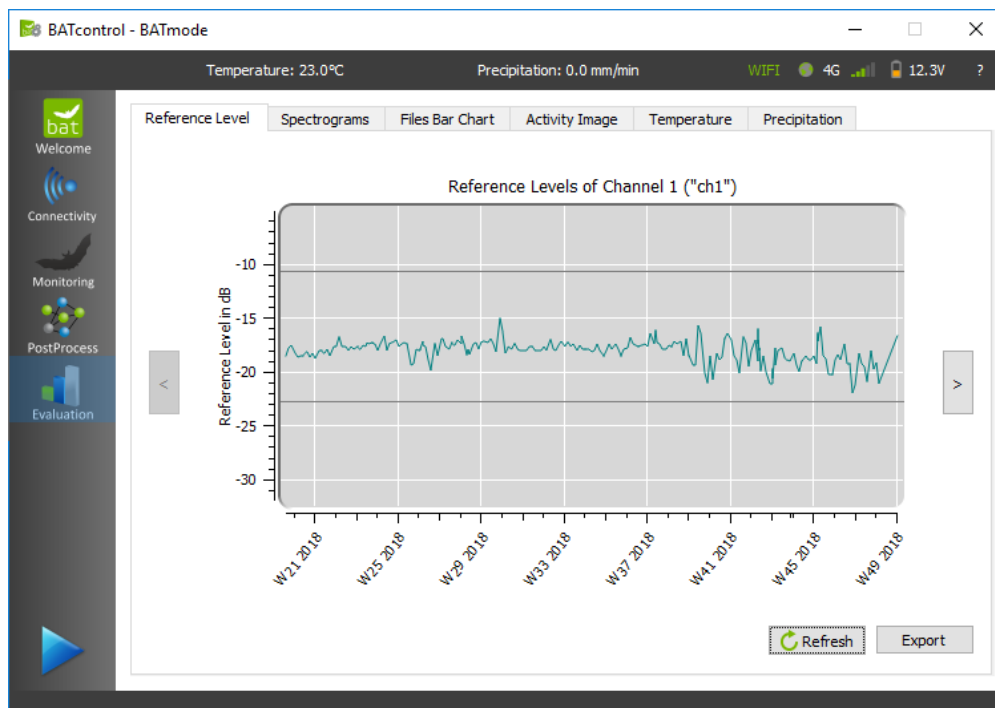 BATcontrol - BATmode
Temperature: 23.0°C Precipitation: 0.0 mm/min WIFI 4G 12.3V ?
bat
Welcome
Connectivity
Monitoring
PostProcess
Evaluation
Reference Level Spectrograms Files Bar Chart Activity Image Temperature Precipitation
Reference Levels of Channel 1 ("ch1")
Reference Level in dB
-10
-15
-20
-25
-30
W21 2018 W25 2018 W29 2018 W33 2018 W37 2018 W41 2018 W45 2018 W49 2018
<
>
Refresh Export